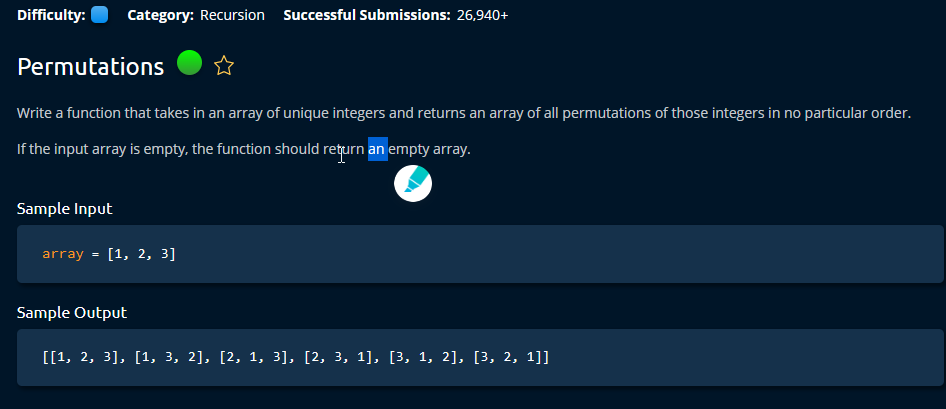 Difficulty: Category: Recursion Successful Submissions: 26,940+
Permutations
Write a function that takes in an array of unique integers and returns an array of all permutations of those integers in no particular order.
If the input array is empty, the function should return an empty array.
Sample Input
array = [1, 2, 3]
Sample Output
[[1, 2, 3], [1, 3, 2], [2, 1, 3], [2, 3, 1], [3, 1, 2], [3, 2, 1]]